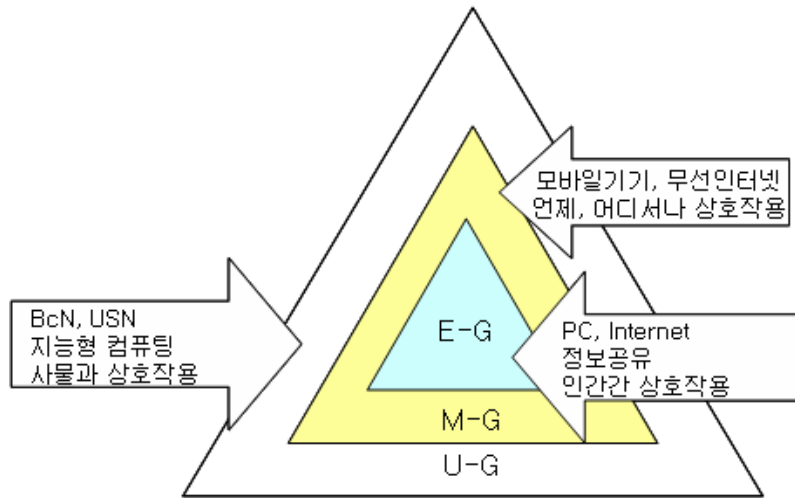 모바일기기, 무선인터넷
언제, 어디서나 상호작용
BcN, USN
지능형 컴퓨팅
사물과 상호작용
E-G
PC, Internet
정보공유
인간간 상호작용
M-G
U-G